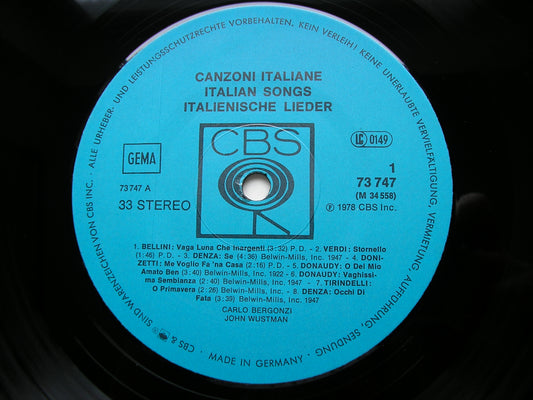 ALLE URHEBER- UND LEISTUNGSSCHUTZRECHTE VORBEHALTEN. KEIN VERLEIH! KEINE UNERLAUBTE VERVIELFÄLTIGUNG, VERMIETUNG, AUFFÜHRUNG, SENDUNG
CANZONI ITALIANE
ITALIAN SONGS
ITALIENISCHE LIEDER
CBS
GEMA
LC 0149
73747 A
33 STEREO
1
73 747
(M 34 558)
℗ 1978 CBS Inc.
1. BELLINI: Vaga Luna Che Inargenti (3:32) P. D. - 2. VERDI: Stornello
(1:46) P. D. - 3. DENZA: Se (4:36) Belwin-Mills, Inc. 1947 - 4. DONI-
ZETTI: Me Voglio Fa 'na Casa (2:16) P. D. - 5. DONAUDY: O Del Mio
Amato Ben (3:40) Belwin-Mills, Inc. 1922 - 6. DONAUDY: Vaghissi-
ma Sembianza (2:40) Belwin-Mills, Inc. 1947 - 7. TIRINDELLI:
O Primavera (2:26) Belwin-Mills, Inc. - 8. DENZA: Occhi Di
Fata (3:39) Belwin-Mills, Inc. 1947
CARLO BERGONZI
JOHN WUSTMAN
CBS & SIND WARENZEICHEN VON CBS INC. · MADE IN GERMANY ·